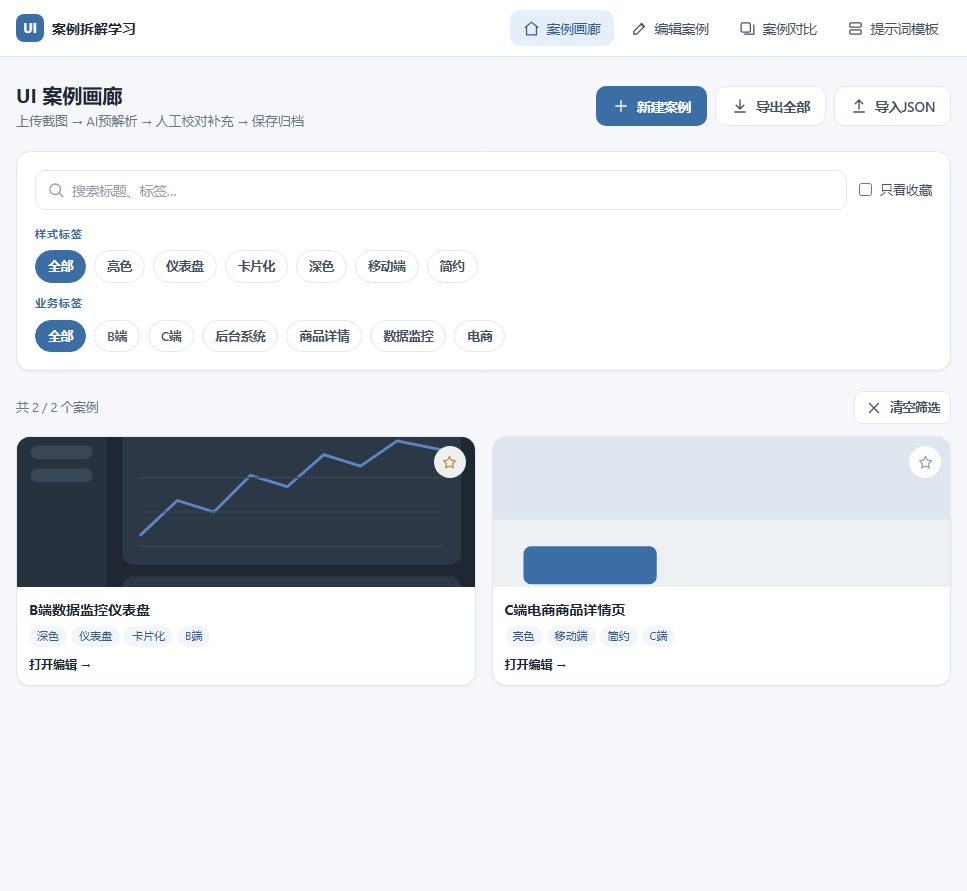 UI 案例拆解学习 案例画廊 编辑案例 案例对比 提示词模板
UI 案例画廊
上传截图 → AI预解析 → 人工校对补充 → 保存归档
新建案例 导出全部 导入JSON
搜索标题、标签... 只看收藏
样式标签
全部 亮色 仪表盘 卡片化 深色 移动端 简约
业务标签
全部 B端 C端 后台系统 商品详情 数据监控 电商
共 2 / 2 个案例 清空筛选
B端数据监控仪表盘
深色 仪表盘 卡片化 B端
打开编辑 →
C端电商商品详情页
亮色 移动端 简约 C端
打开编辑 →